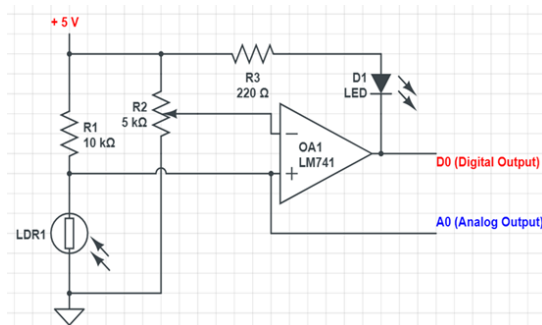 + 5 V
R1
10 kΩ
R2
5 kΩ
R3
220 Ω
D1
LED
OA1
LM741
−
+
D0 (Digital Output)
A0 (Analog Output)
LDR1